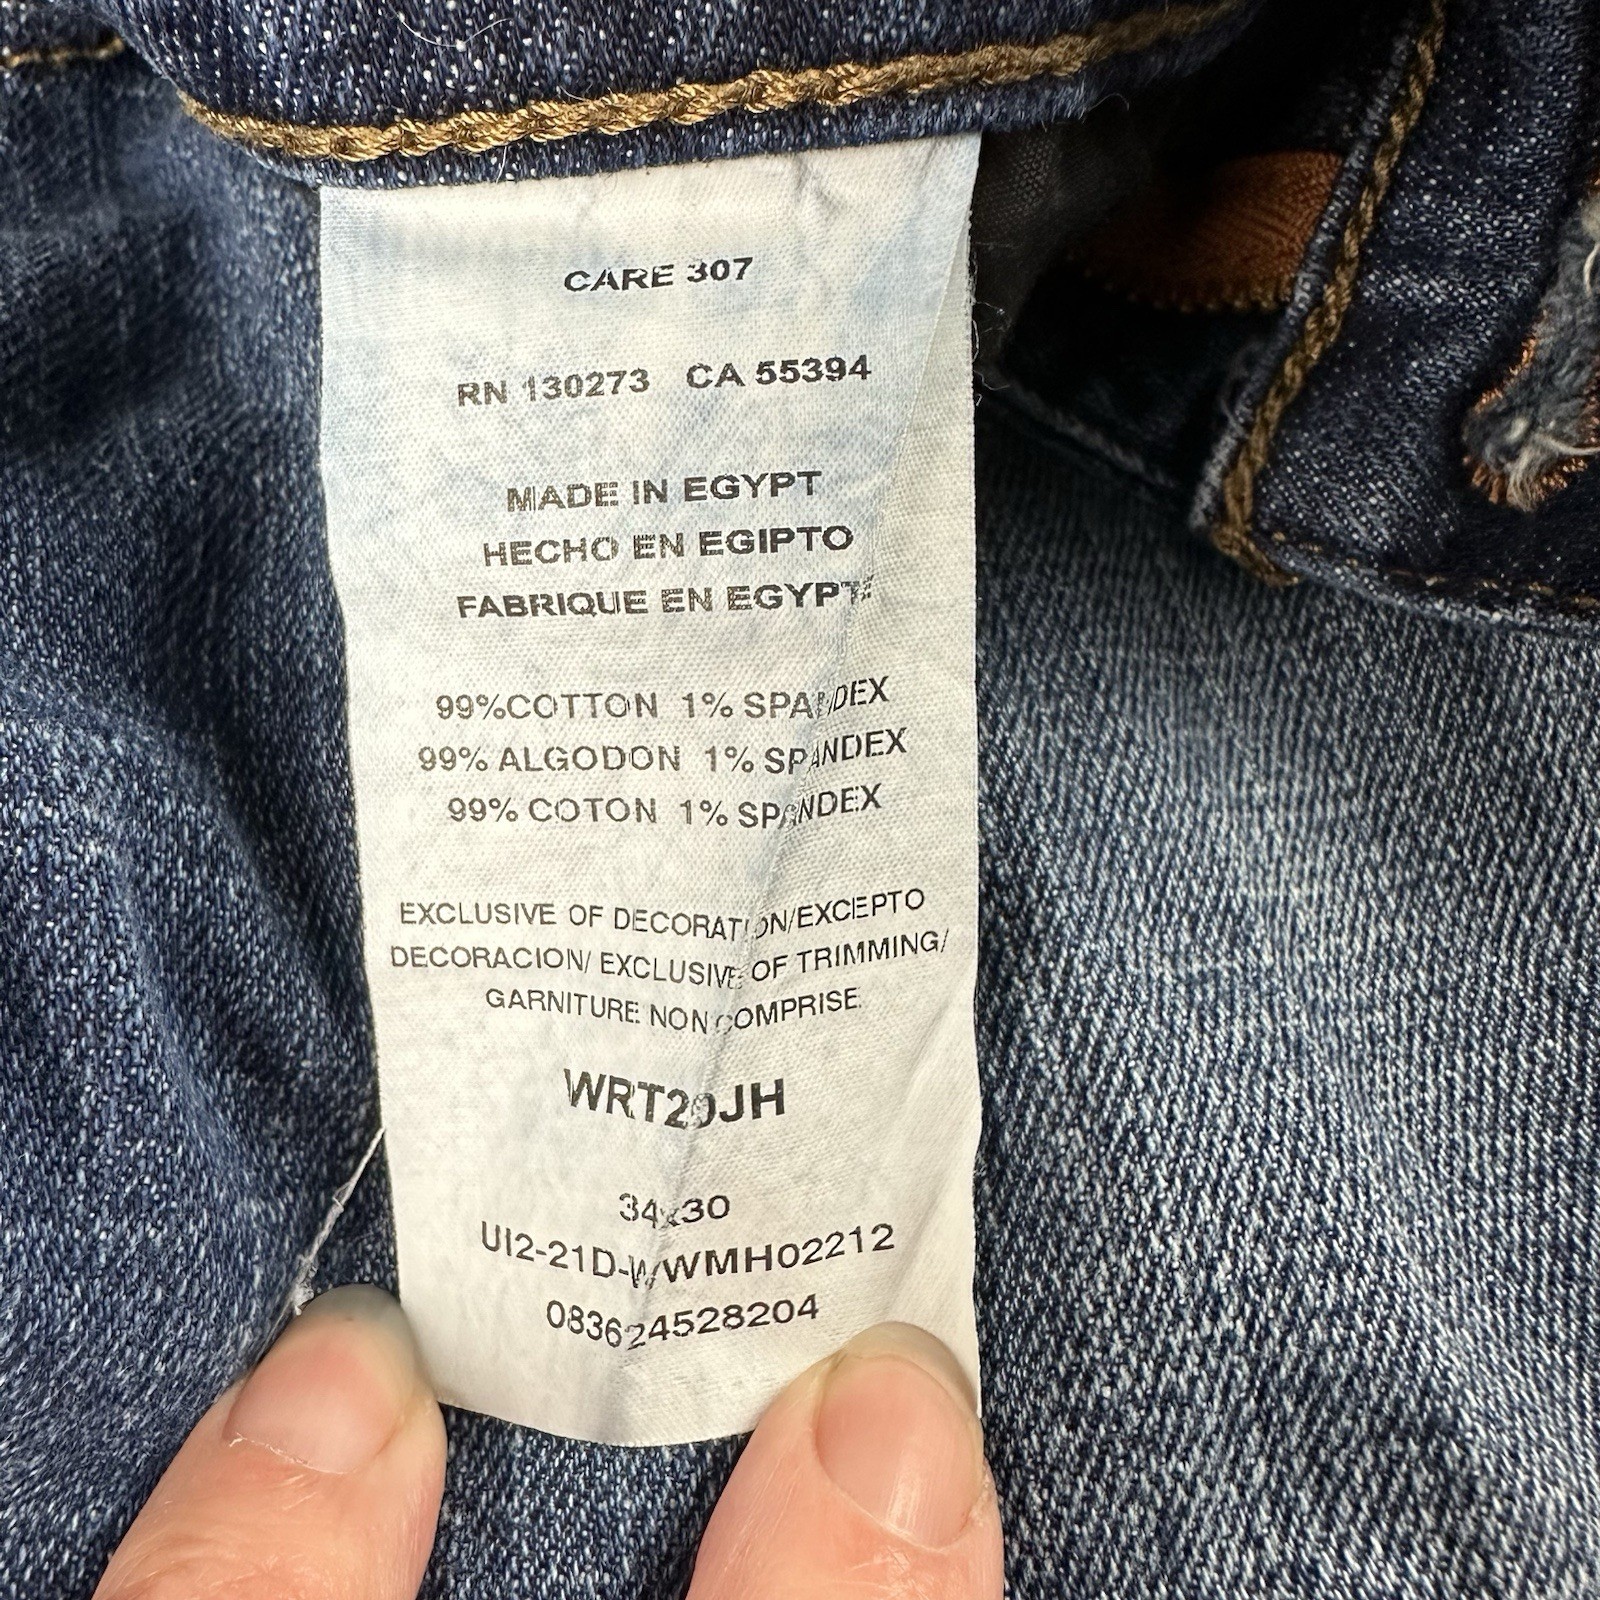 CARE 307
RN 130273 CA 55394
MADE IN EGYPT
HECHO EN EGIPTO
FABRIQUE EN EGYPTE
99%COTTON 1% SPANDEX
99% ALGODON 1% SPANDEX
99% COTON 1% SPANDEX
EXCLUSIVE OF DECORATION/EXCEPTO
DECORACION/ EXCLUSIVE OF TRIMMING/
GARNITURE NON COMPRISE
WRT20JH
34x30
UI2-21D-WWMH02212
083624528204